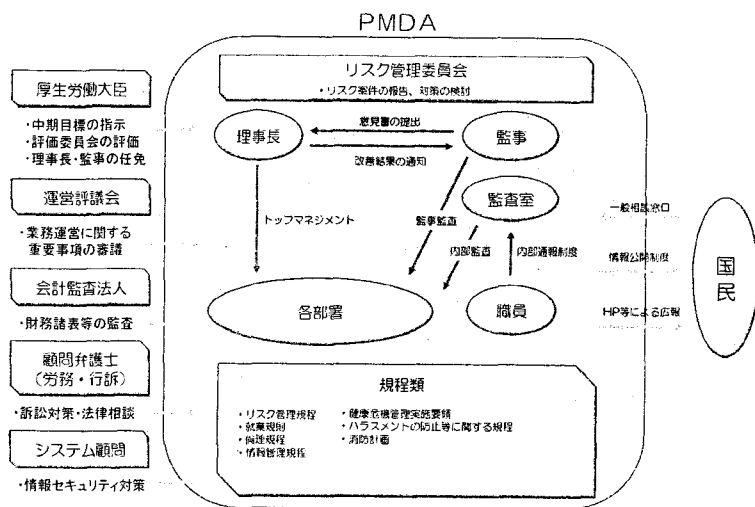 PMDA
厚生労働大臣
・中期目標の指示
・評価委員会の評価
・理事長・監事の任免
運営評議会
・業務運営に関する
重要事項の審議
会計監査法人
・財務諸表等の監査
顧問弁護士
(労務・行訴)
・訴訟対策・法律相談
システム顧問
・情報セキュリティ対策
リスク管理委員会
・リスク案件の報告、対策の検討
理事長
意見書の提出
改善結果の通知
監事
監査室
トップマネジメント
監事監査
内部監査
内部通報制度
各部署
職員
一般相談窓口
情報公開制度
HP等による広報
国民
規程類
・リスク管理規程
・就業規則
・倫理規程
・情報管理規程
・健康危機管理実施要領
・ハラスメントの防止等に関する規程
・消防計画